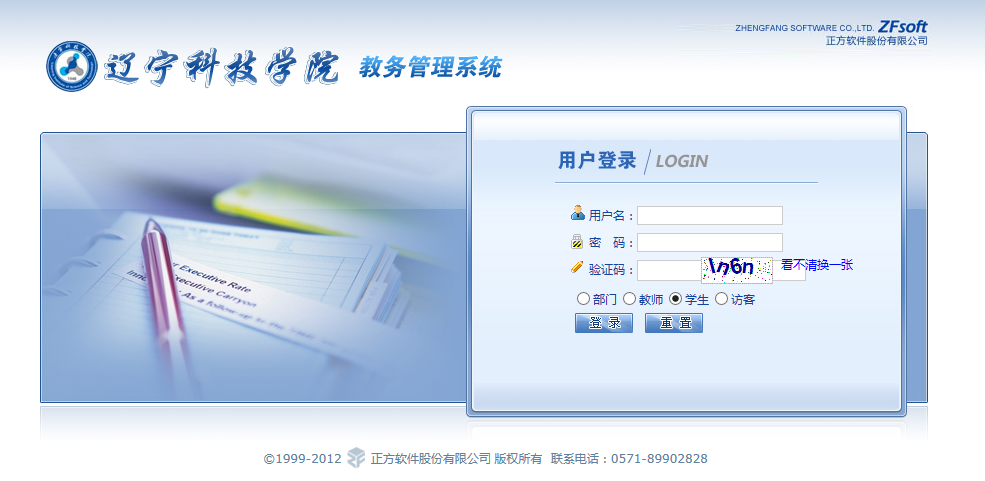 ZHENGFANG SOFTWARE CO.,LTD. ZFsoft
正方软件股份有限公司
辽宁科技学院 教务管理系统
用户登录 LOGIN
用户名：
密 码：
验证码： 看不清换一张
部门 教师 学生 访客
登 录 重 置
Executive Rate
Executive Carryon
As a follow-up to the
©1999-2012 正方软件股份有限公司 版权所有 联系电话：0571-89902828